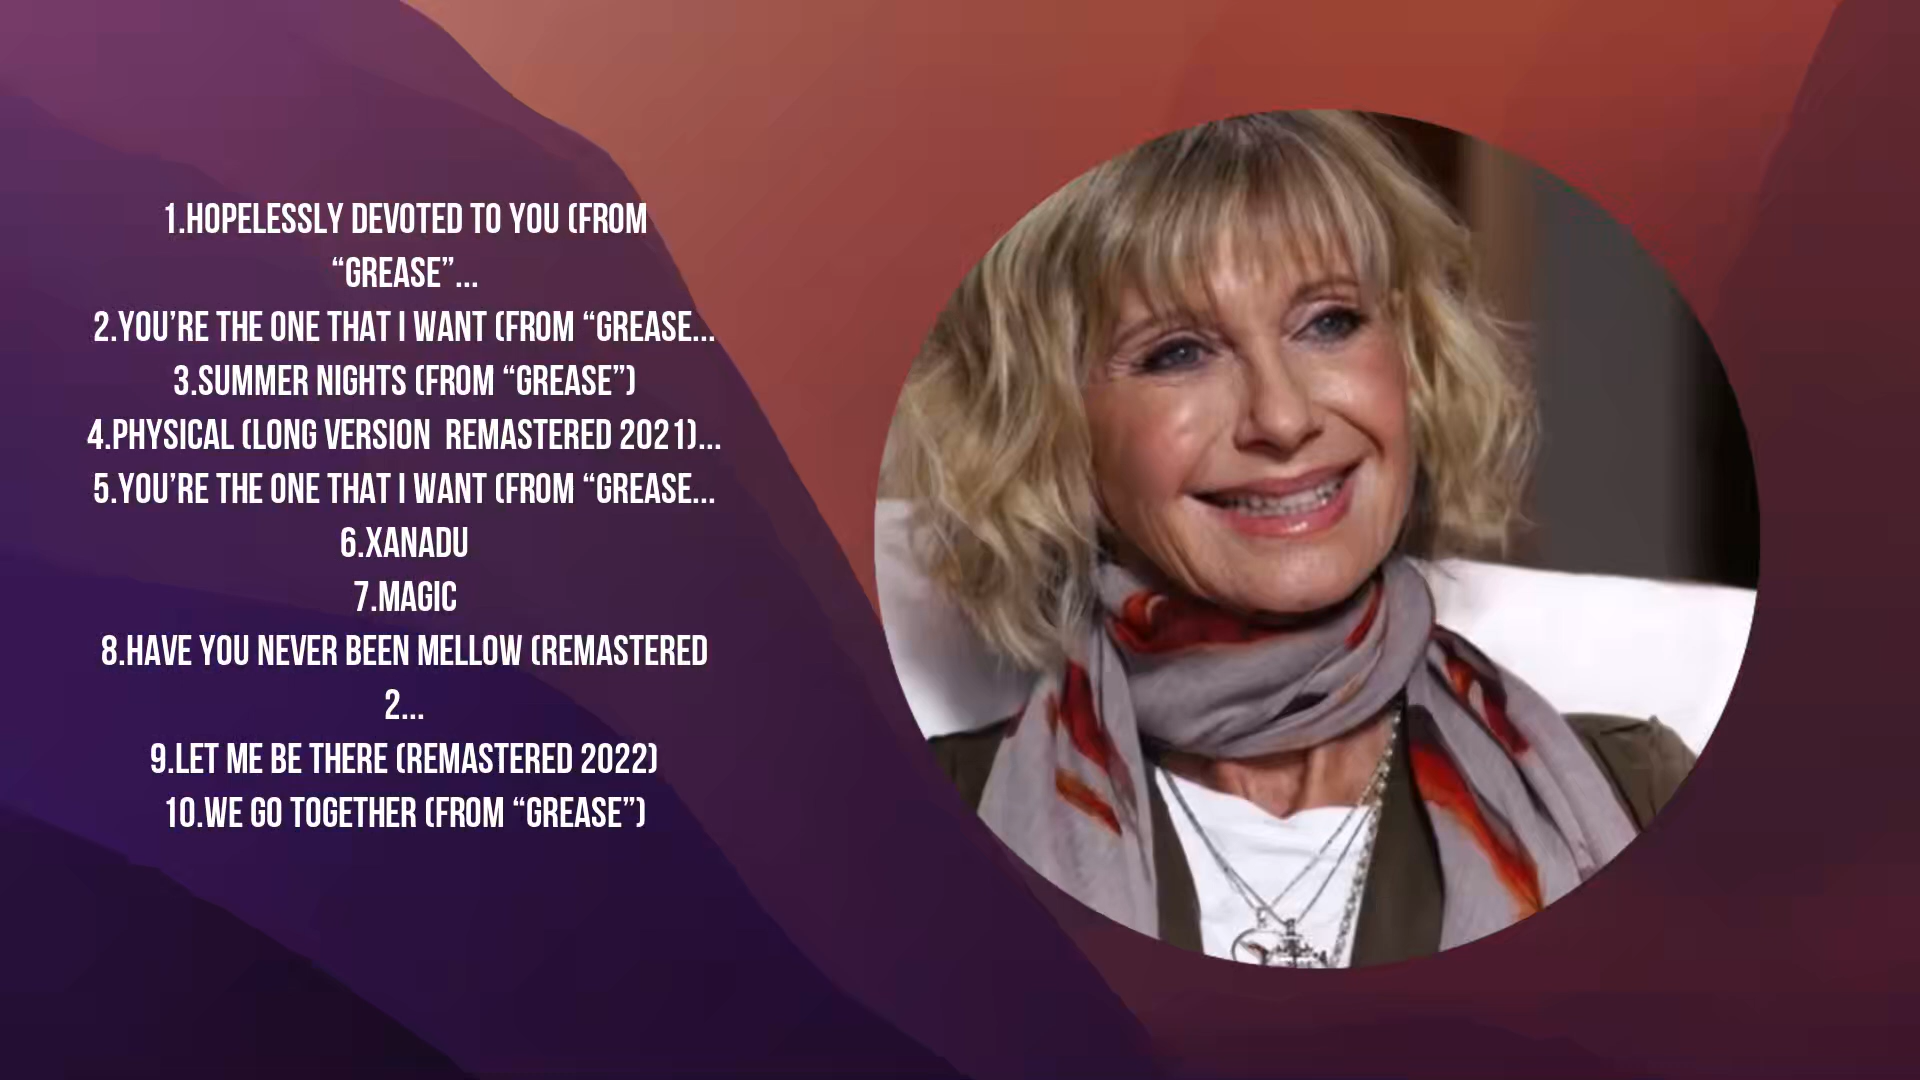 1.HOPELESSLY DEVOTED TO YOU (FROM
“GREASE”...
2.YOU’RE THE ONE THAT I WANT (FROM “GREASE...
3.SUMMER NIGHTS (FROM “GREASE”)
4.PHYSICAL (LONG VERSION  REMASTERED 2021)...
5.YOU’RE THE ONE THAT I WANT (FROM “GREASE...
6.XANADU
7.MAGIC
8.HAVE YOU NEVER BEEN MELLOW (REMASTERED
2...
9.LET ME BE THERE (REMASTERED 2022)
10.WE GO TOGETHER (FROM “GREASE”)